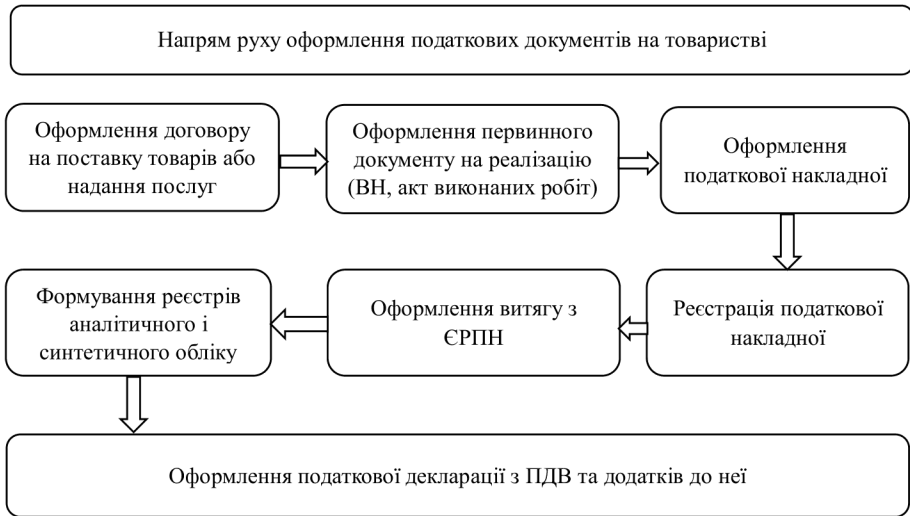 Напрям руху оформлення податкових документів на товаристві
Оформлення договору
на поставку товарів або
надання послуг
Оформлення первинного
документу на реалізацію
(ВН, акт виконаних робіт)
Оформлення
податкової накладної
Реєстрація податкової
накладної
Оформлення витягу з
ЄРПН
Формування реєстрів
аналітичного і
синтетичного обліку
Оформлення податкової декларації з ПДВ та додатків до неї